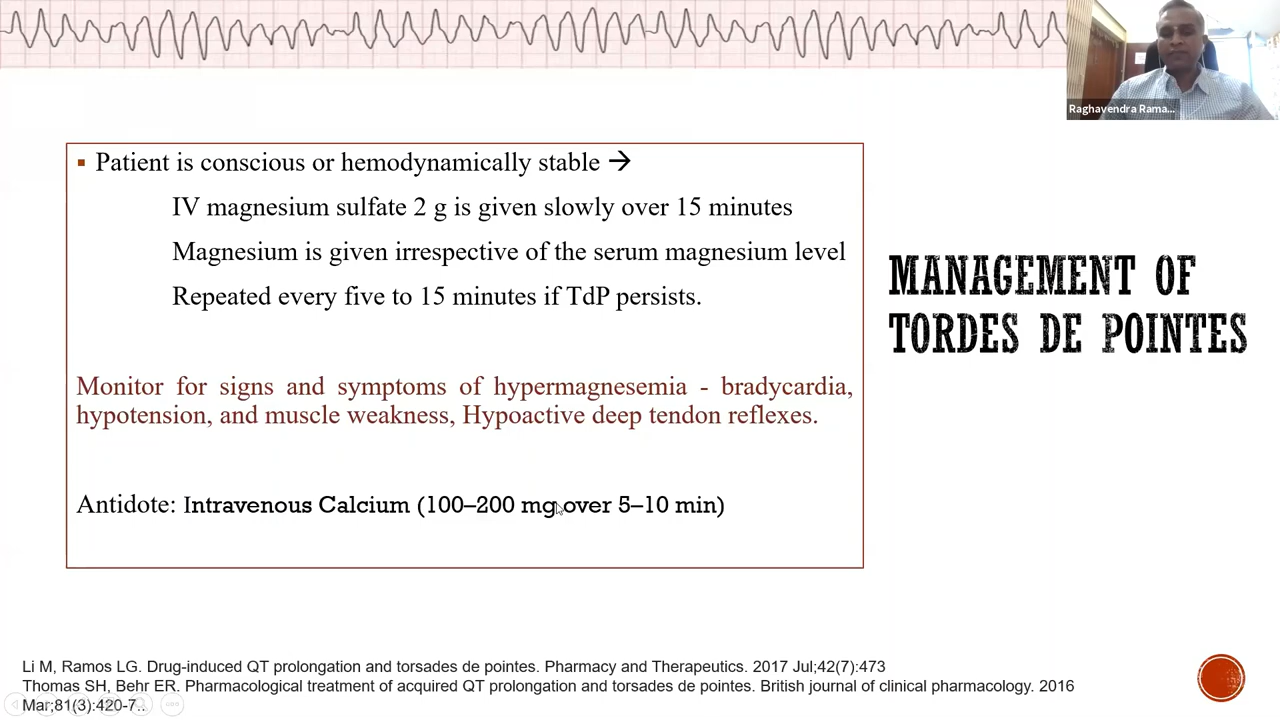 Raghavendra Rama...
▪ Patient is conscious or hemodynamically stable →
IV magnesium sulfate 2 g is given slowly over 15 minutes
Magnesium is given irrespective of the serum magnesium level
Repeated every five to 15 minutes if TdP persists.
Monitor for signs and symptoms of hypermagnesemia - bradycardia,
hypotension, and muscle weakness, Hypoactive deep tendon reflexes.
Antidote: Intravenous Calcium (100–200 mg over 5–10 min)
MANAGEMENT OF
TORDES DE POINTES
Li M, Ramos LG. Drug-induced QT prolongation and torsades de pointes. Pharmacy and Therapeutics. 2017 Jul;42(7):473
Thomas SH, Behr ER. Pharmacological treatment of acquired QT prolongation and torsades de pointes. British journal of clinical pharmacology. 2016
Mar;81(3):420-7..